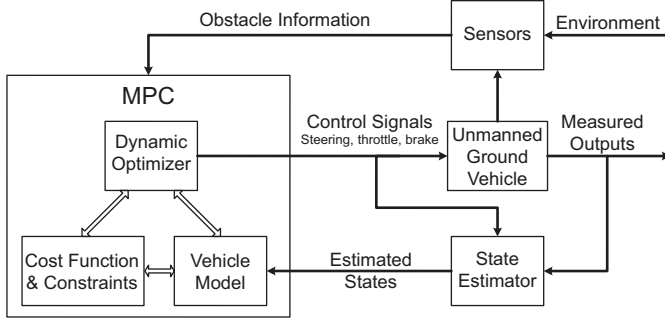 Obstacle Information
Sensors
Environment
MPC
Dynamic
Optimizer
Control Signals
Steering, throttle, brake
Unmanned
Ground
Vehicle
Measured
Outputs
Cost Function
& Constraints
Vehicle
Model
Estimated
States
State
Estimator